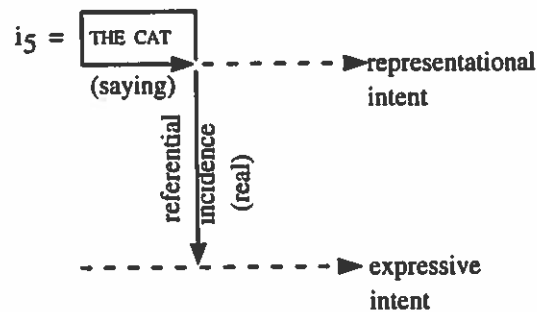 i5 = THE CAT
(saying)
representational
intent
referential
incidence
(real)
expressive
intent